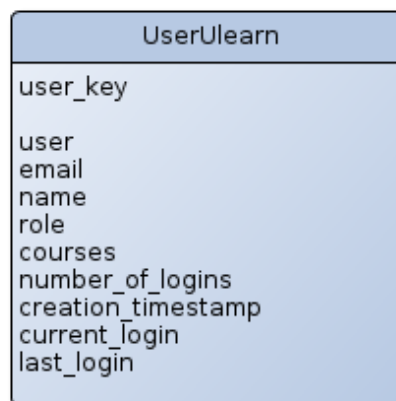 UserUlearn
user_key
user
email
name
role
courses
number_of_logins
creation_timestamp
current_login
last_login